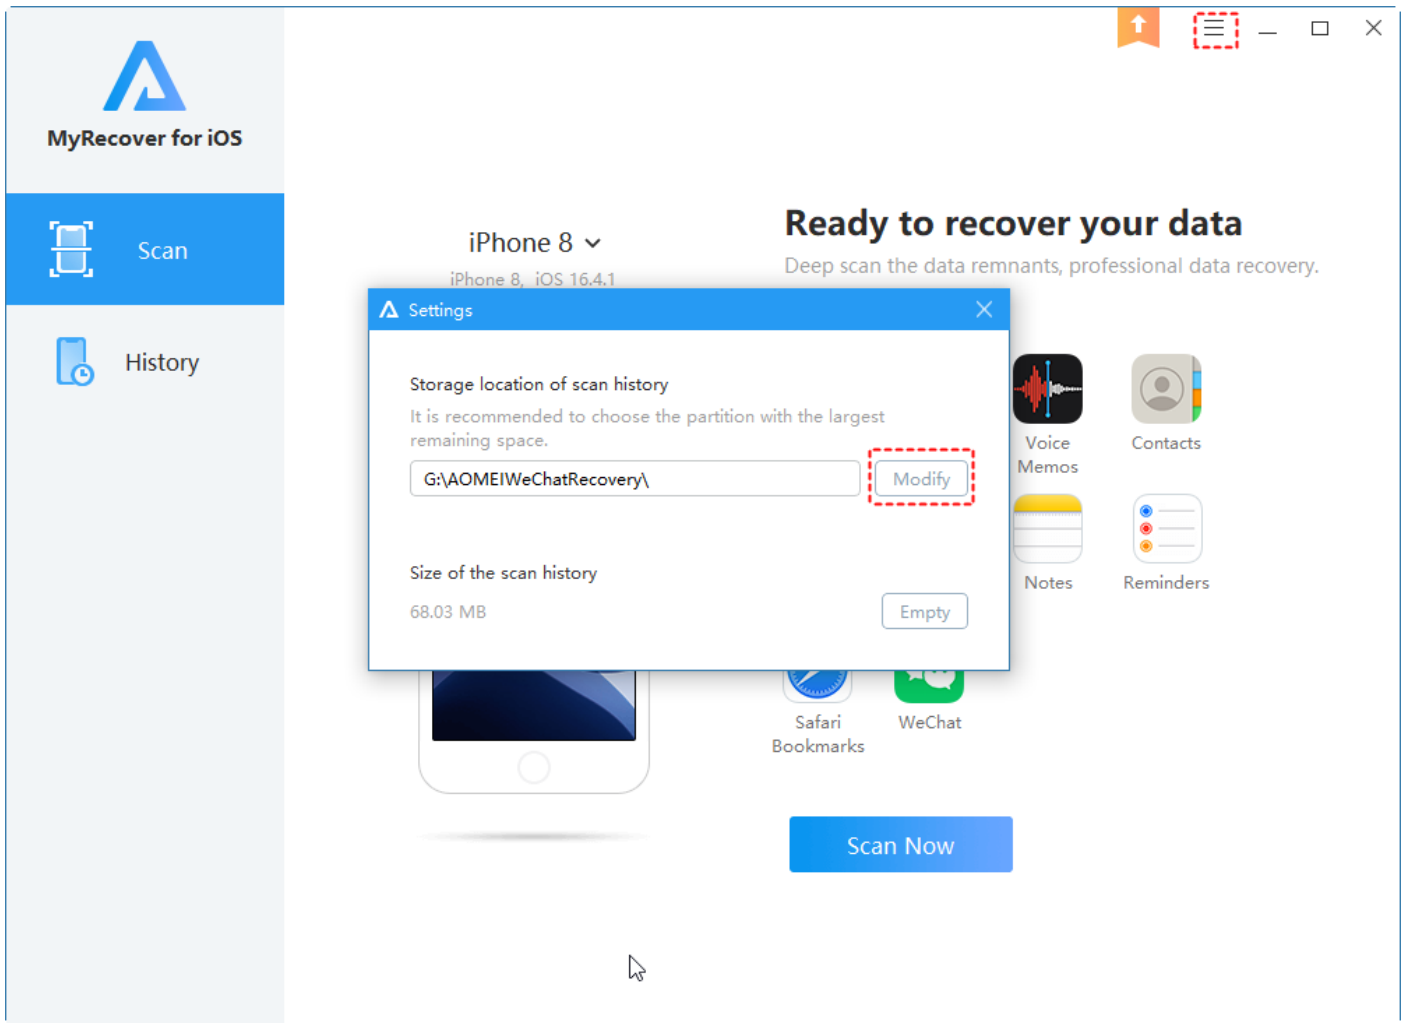 MyRecover for iOS
Scan
History
iPhone 8
iPhone 8, iOS 16.4.1
Ready to recover your data
Deep scan the data remnants, professional data recovery.
Settings
Storage location of scan history
It is recommended to choose the partition with the largest
remaining space.
G:\AOMEIWeChatRecovery\
Modify
Size of the scan history
68.03 MB
Empty
Voice
Memos
Contacts
Notes
Reminders
Safari
Bookmarks
WeChat
Scan Now